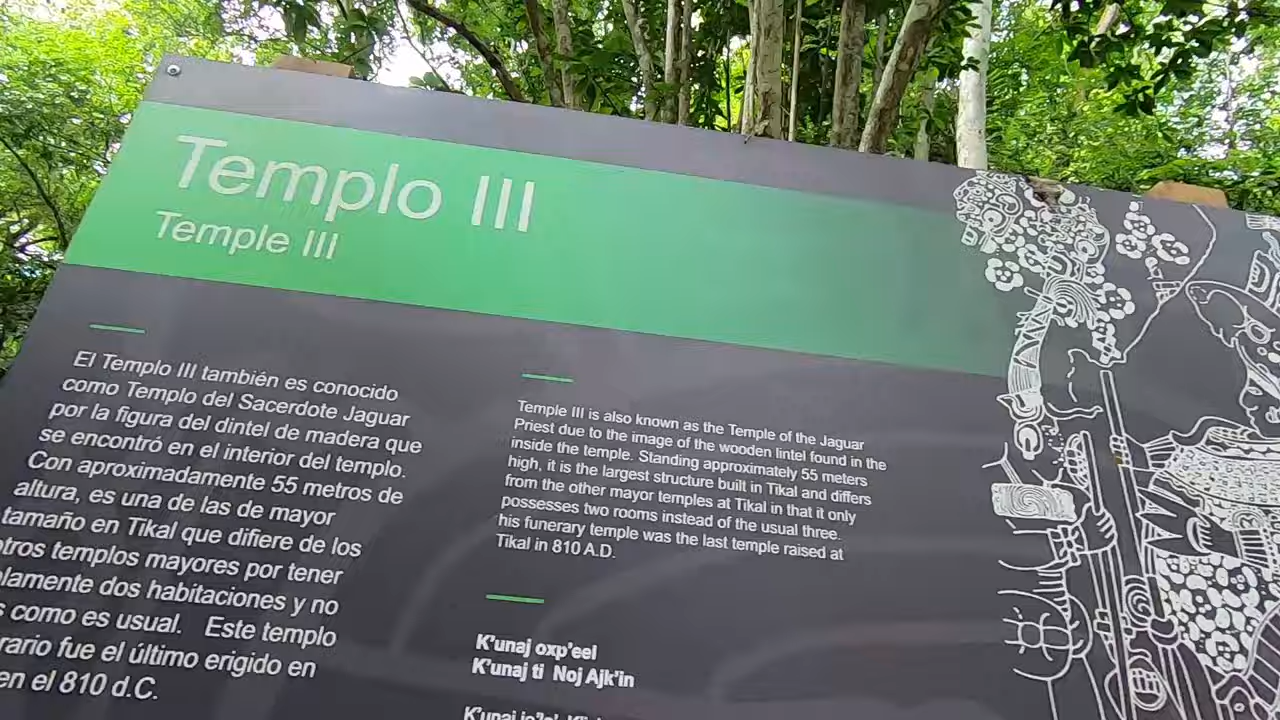 Templo III
Temple III
El Templo III también es conocido
como Templo del Sacerdote Jaguar
por la figura del dintel de madera que
se encontró en el interior del templo.
Con aproximadamente 55 metros de
altura, es una de las de mayor
tamaño en Tikal que difiere de los
otros templos mayores por tener
lamente dos habitaciones y no
s como es usual. Este templo
rario fue el último erigido en
en el 810 d.C.
Temple III is also known as the Temple of the Jaguar
Priest due to the image of the wooden lintel found in the
inside the temple. Standing approximately 55 meters
high, it is the largest structure built in Tikal and differs
from the other mayor temples at Tikal in that it only
possesses two rooms instead of the usual three.
his funerary temple was the last temple raised at
Tikal in 810 A.D.
K'unaj oxp'eel
K'unaj ti Noj Ajk'in